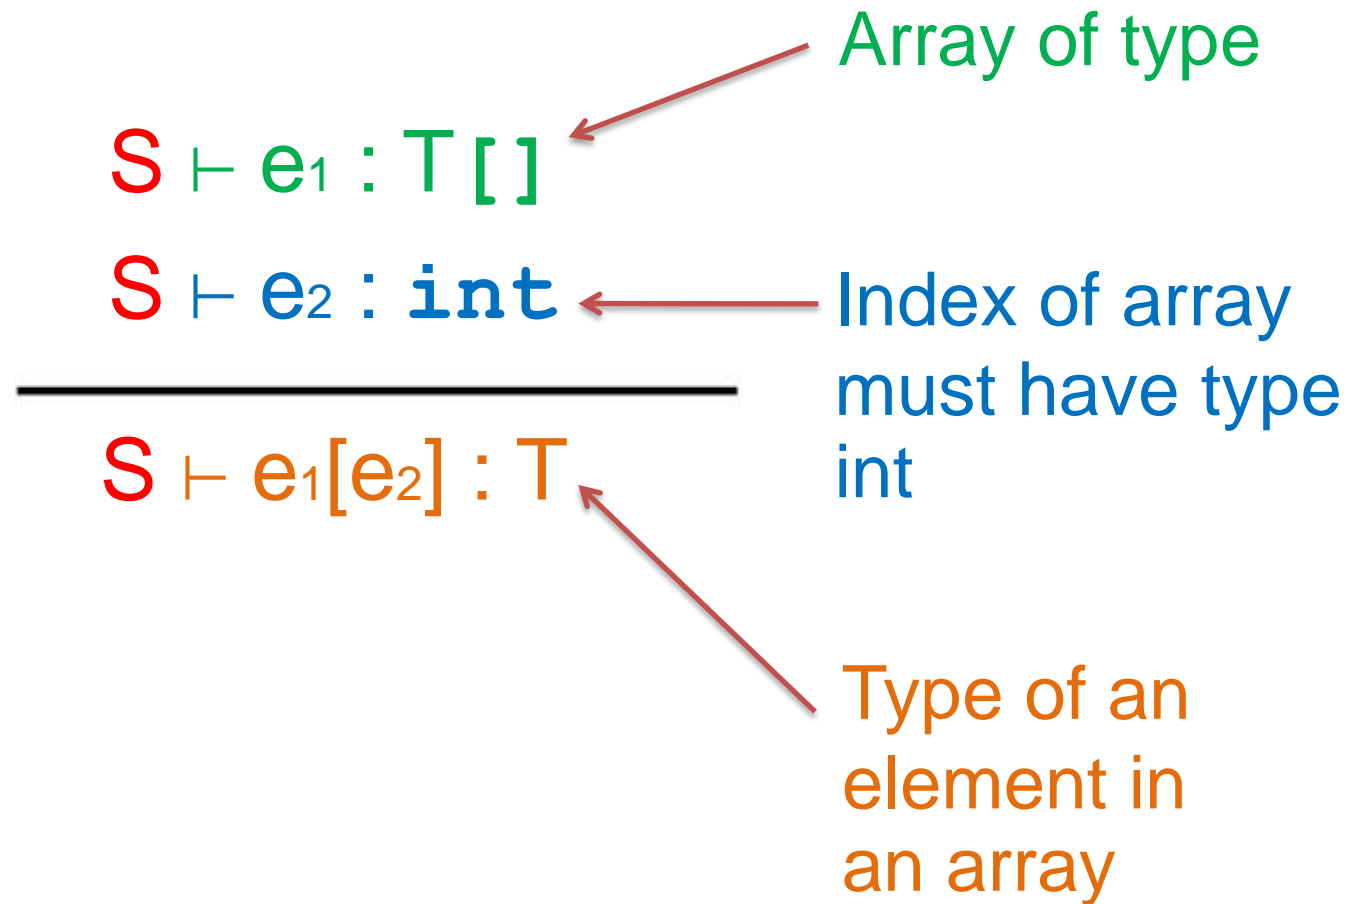 Array of type
S ⊢ e₁ : T[]
S ⊢ e₂ : int
Index of array
must have type
int
S ⊢ e₁[e₂] : T
Type of an
element in
an array